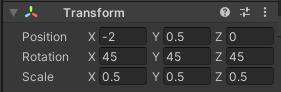 Transform
Position X -2 Y 0.5 Z 0
Rotation X 45 Y 45 Z 45
Scale X 0.5 Y 0.5 Z 0.5